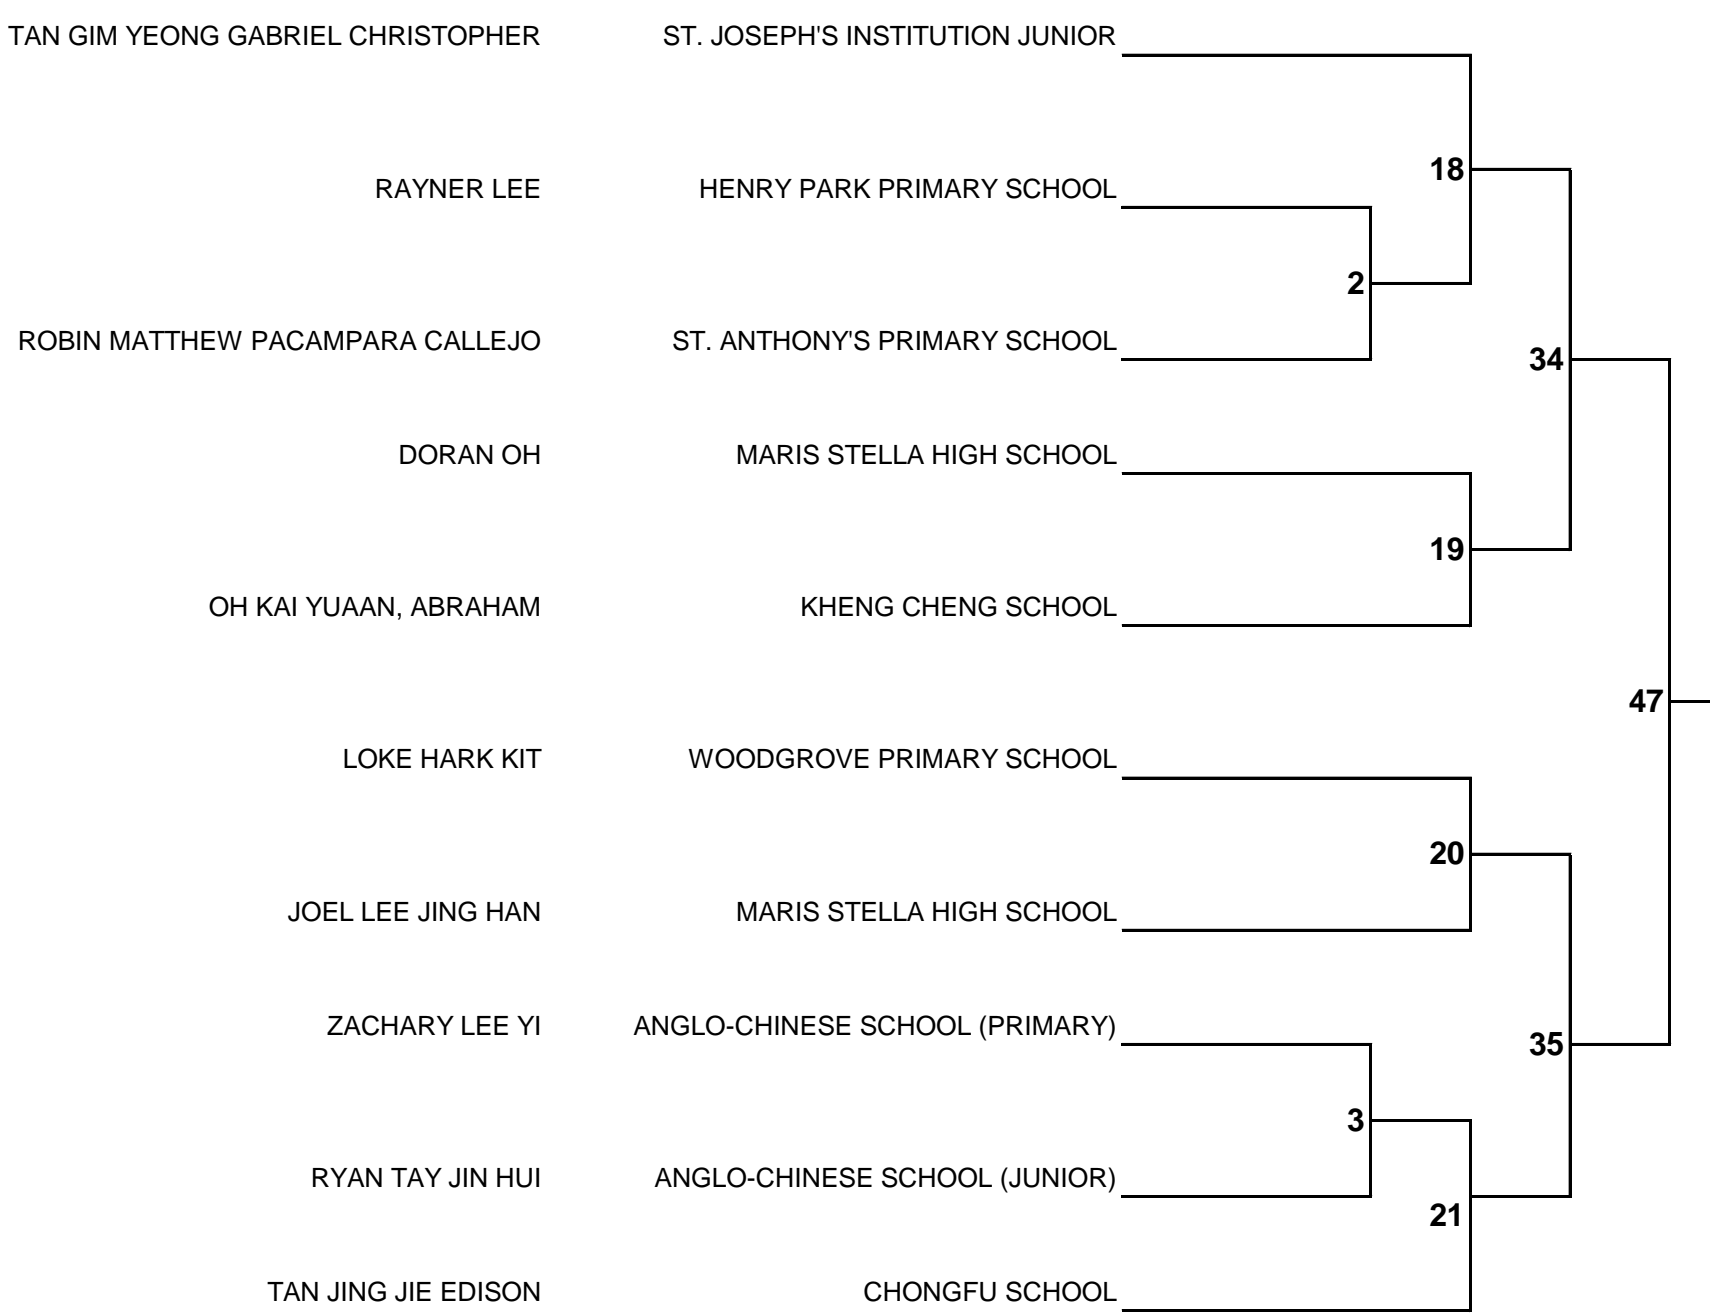 TAN GIM YEONG GABRIEL CHRISTOPHER ST. JOSEPH'S INSTITUTION JUNIOR
18
RAYNER LEE HENRY PARK PRIMARY SCHOOL
2
ROBIN MATTHEW PACAMPARA CALLEJO ST. ANTHONY'S PRIMARY SCHOOL
34
DORAN OH MARIS STELLA HIGH SCHOOL
19
OH KAI YUAAN, ABRAHAM KHENG CHENG SCHOOL
47
LOKE HARK KIT WOODGROVE PRIMARY SCHOOL
20
JOEL LEE JING HAN MARIS STELLA HIGH SCHOOL
ZACHARY LEE YI ANGLO-CHINESE SCHOOL (PRIMARY)
35
3
RYAN TAY JIN HUI ANGLO-CHINESE SCHOOL (JUNIOR)
21
TAN JING JIE EDISON CHONGFU SCHOOL